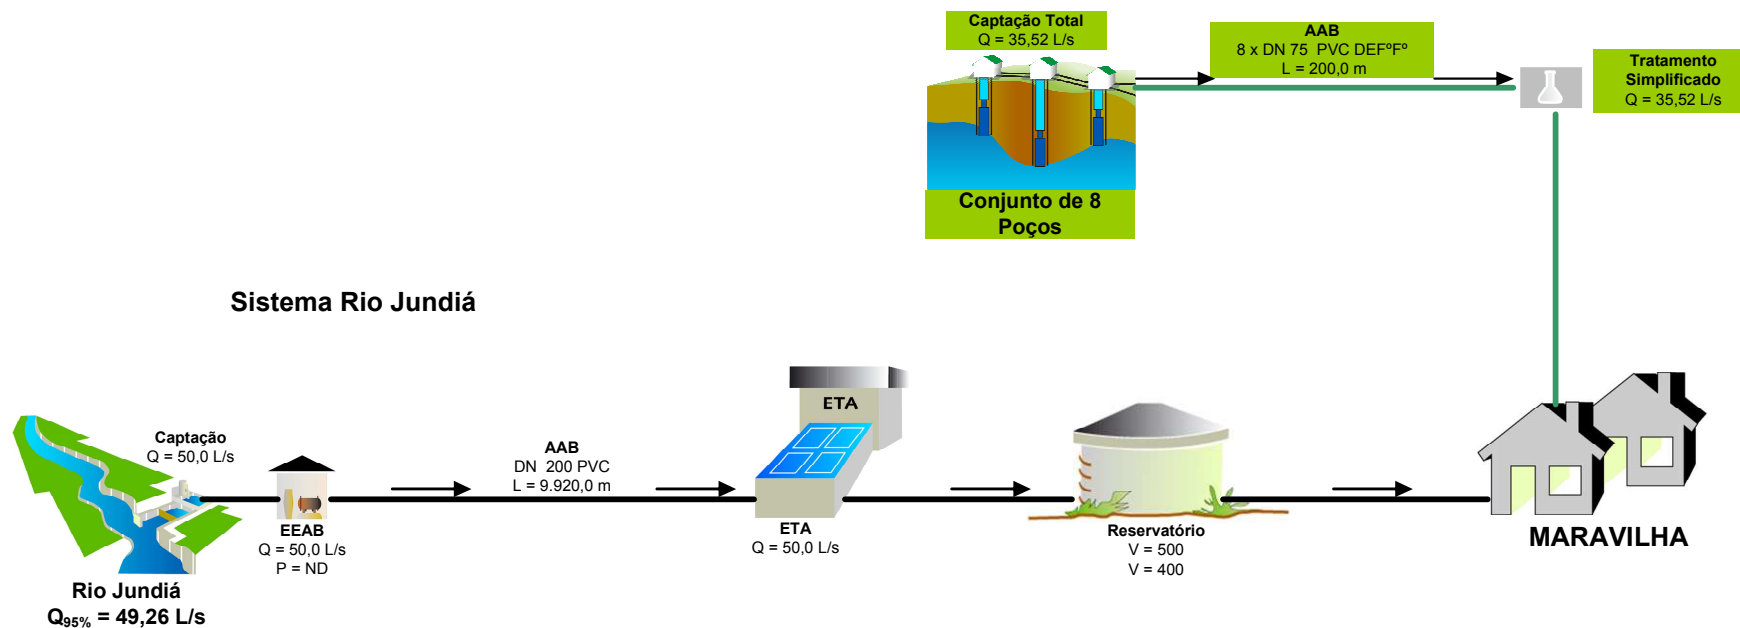 Captação Total
Q = 35,52 L/s
AAB
8 x DN 75 PVC DEFºFº
L = 200,0 m
Tratamento
Simplificado
Q = 35,52 L/s
Conjunto de 8
Poços
Sistema Rio Jundiá
Captação
Q = 50,0 L/s
EEAB
Q = 50,0 L/s
P = ND
AAB
DN 200 PVC
L = 9.920,0 m
ETA
ETA
Q = 50,0 L/s
Reservatório
V = 500
V = 400
MARAVILHA
Rio Jundiá
Q95% = 49,26 L/s